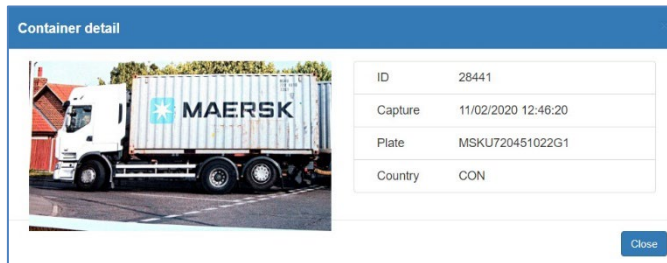 Container detail
MAERSK
ID 28441
Capture 11/02/2020 12:46:20
Plate MSKU720451022G1
Country CON
Close